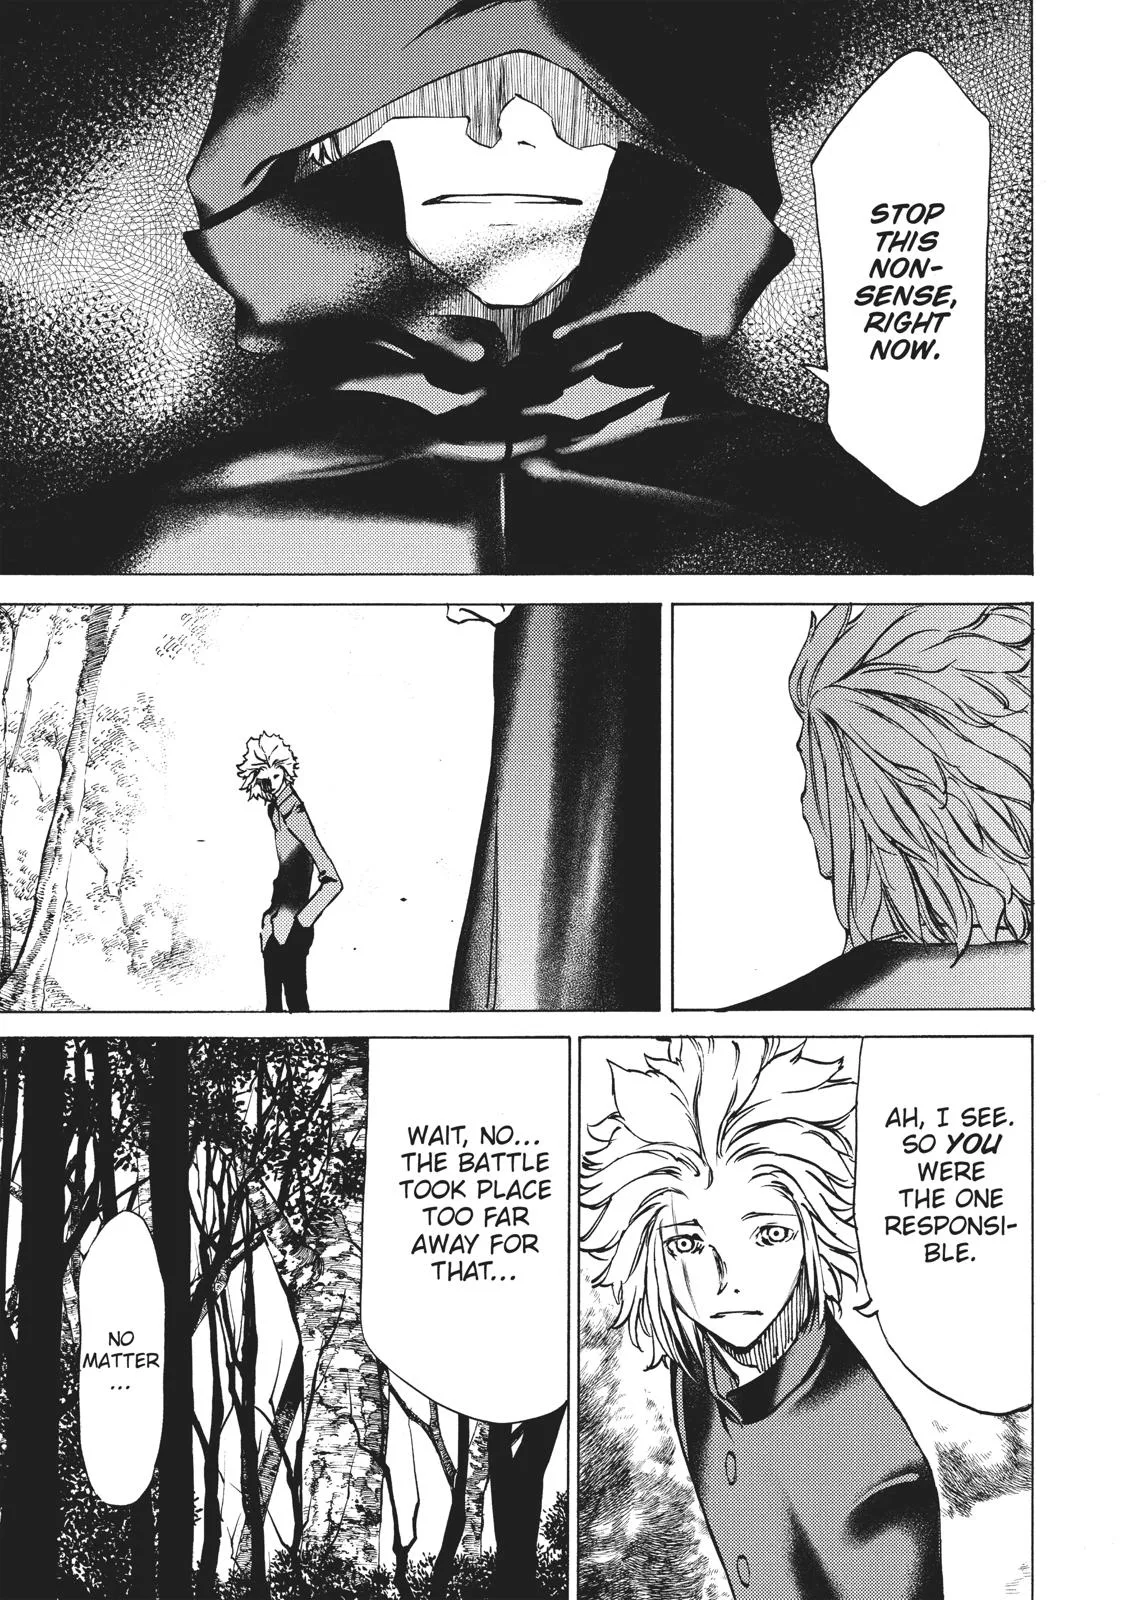 STOP
THIS
NON-
SENSE,
RIGHT
NOW.
AH, I SEE.
SO YOU
WERE
THE ONE
RESPONSI-
BLE.
WAIT, NO...
THE BATTLE
TOOK PLACE
TOO FAR
AWAY FOR
THAT...
NO
MATTER
...